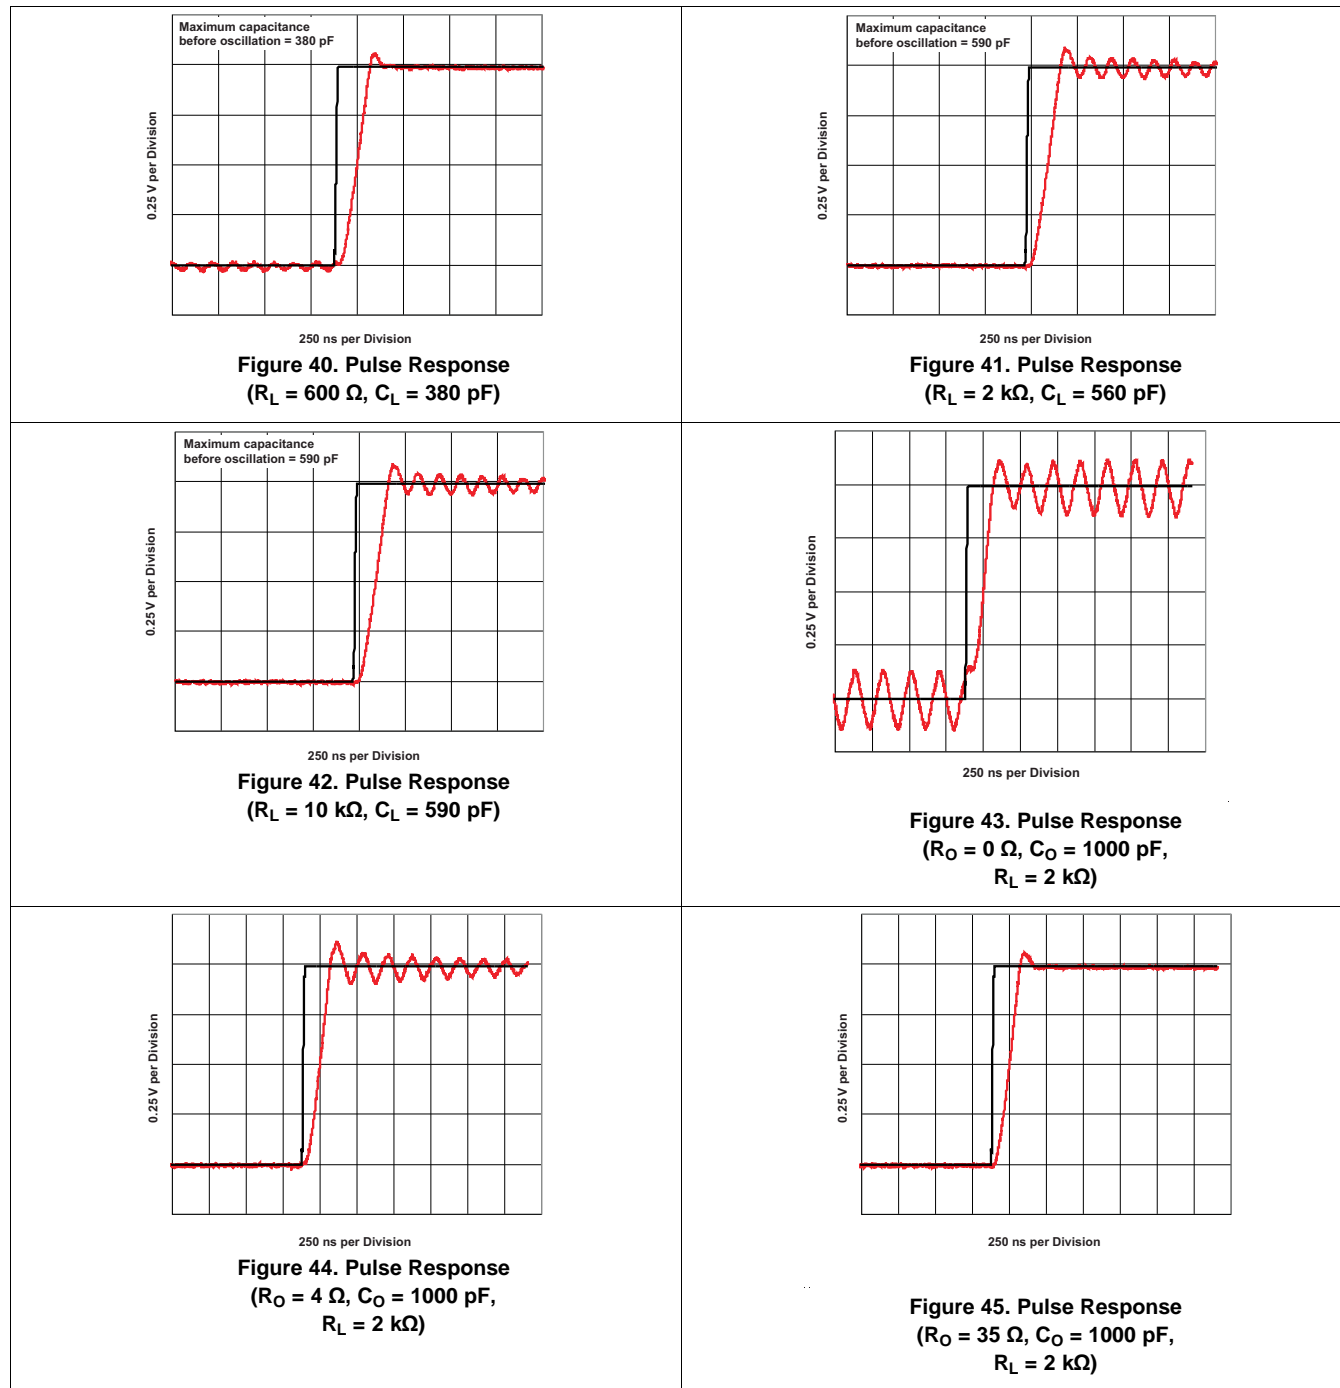 Maximum capacitance
before oscillation = 380 pF
0.25 V per Division
250 ns per Division
Figure 40. Pulse Response
(RL = 600 Ω, CL = 380 pF)
Maximum capacitance
before oscillation = 590 pF
0.25 V per Division
250 ns per Division
Figure 41. Pulse Response
(RL = 2 kΩ, CL = 560 pF)
Maximum capacitance
before oscillation = 590 pF
0.25 V per Division
250 ns per Division
Figure 42. Pulse Response
(RL = 10 kΩ, CL = 590 pF)
0.25 V per Division
250 ns per Division
Figure 43. Pulse Response
(RO = 0 Ω, CO = 1000 pF,
RL = 2 kΩ)
0.25 V per Division
250 ns per Division
Figure 44. Pulse Response
(RO = 4 Ω, CO = 1000 pF,
RL = 2 kΩ)
0.25 V per Division
250 ns per Division
Figure 45. Pulse Response
(RO = 35 Ω, CO = 1000 pF,
RL = 2 kΩ)